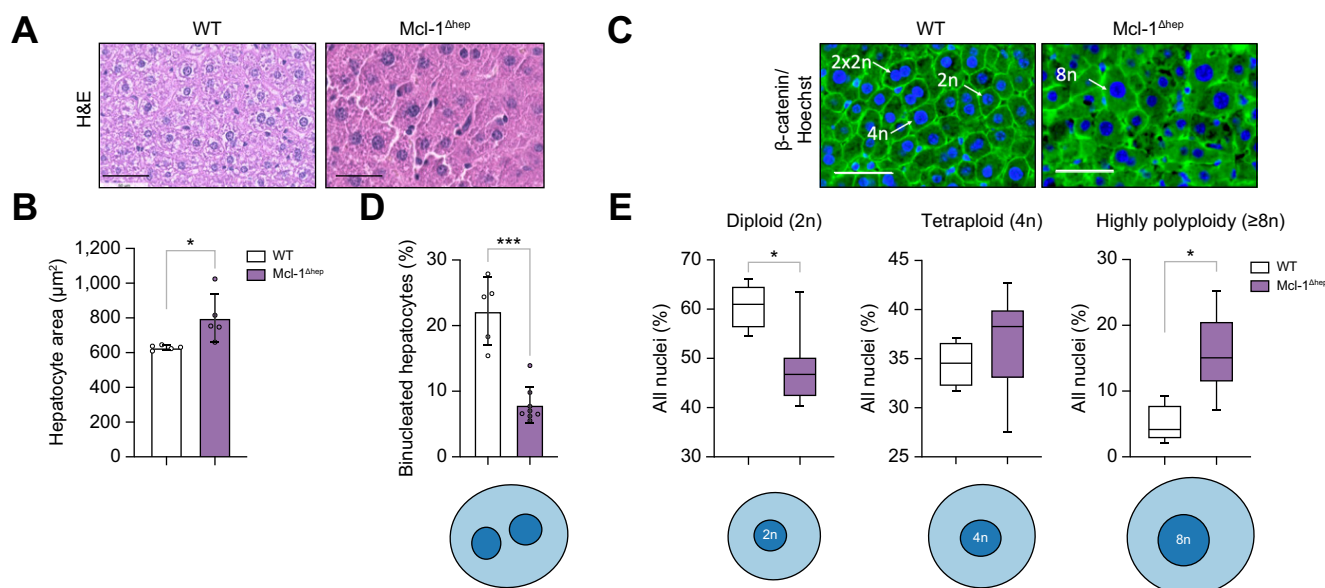 A
WT
Mcl-1Δhep
H&E
C
WT
Mcl-1Δhep
β-catenin/
Hoechst
2x2n
2n
4n
8n
B
Hepatocyte area (μm²)
1,200
1,000
800
600
400
200
0
*
WT
Mcl-1Δhep
D
Binucleated hepatocytes (%)
30
20
10
0
***
E
Diploid (2n)
All nuclei (%)
70
60
50
40
30
*
2n
Tetraploid (4n)
All nuclei (%)
45
40
35
30
25
4n
Highly polyploidy (≥8n)
All nuclei (%)
30
20
10
0
*
WT
Mcl-1Δhep
8n